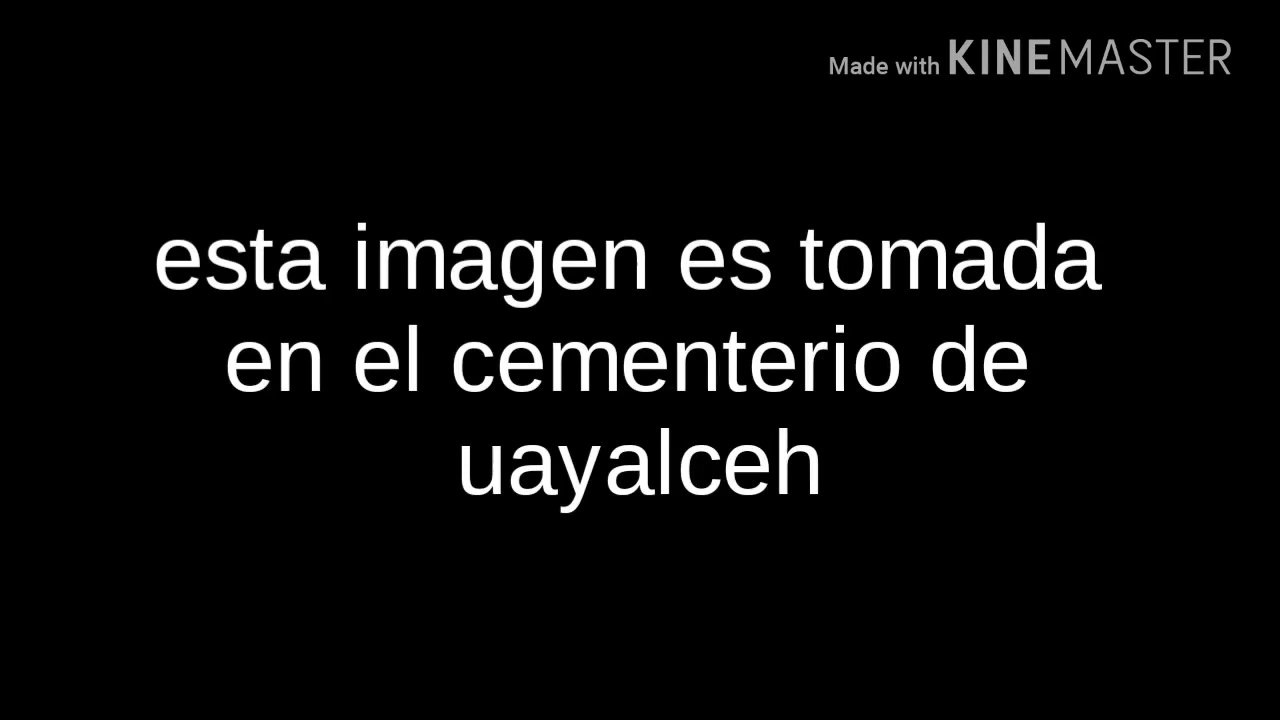 Made with KINEMASTER
esta imagen es tomada
en el cementerio de
uayalceh